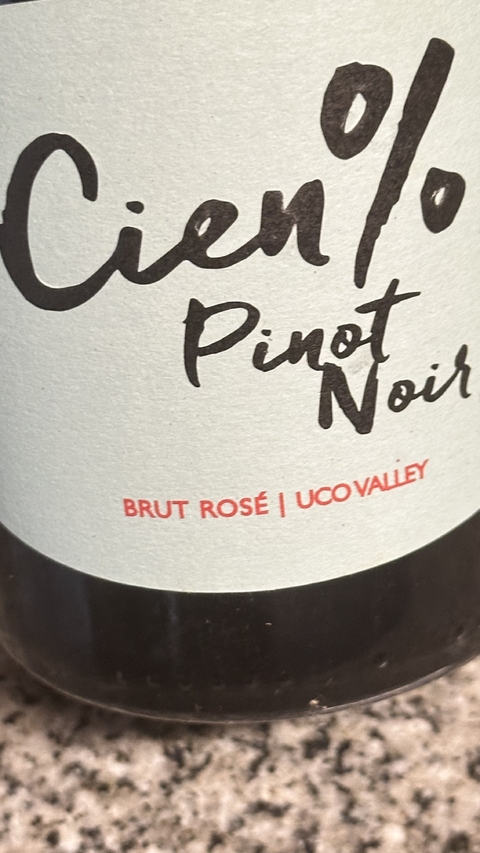 Cien%
Pinot
Noir
BRUT ROSÉ | UCO VALLEY